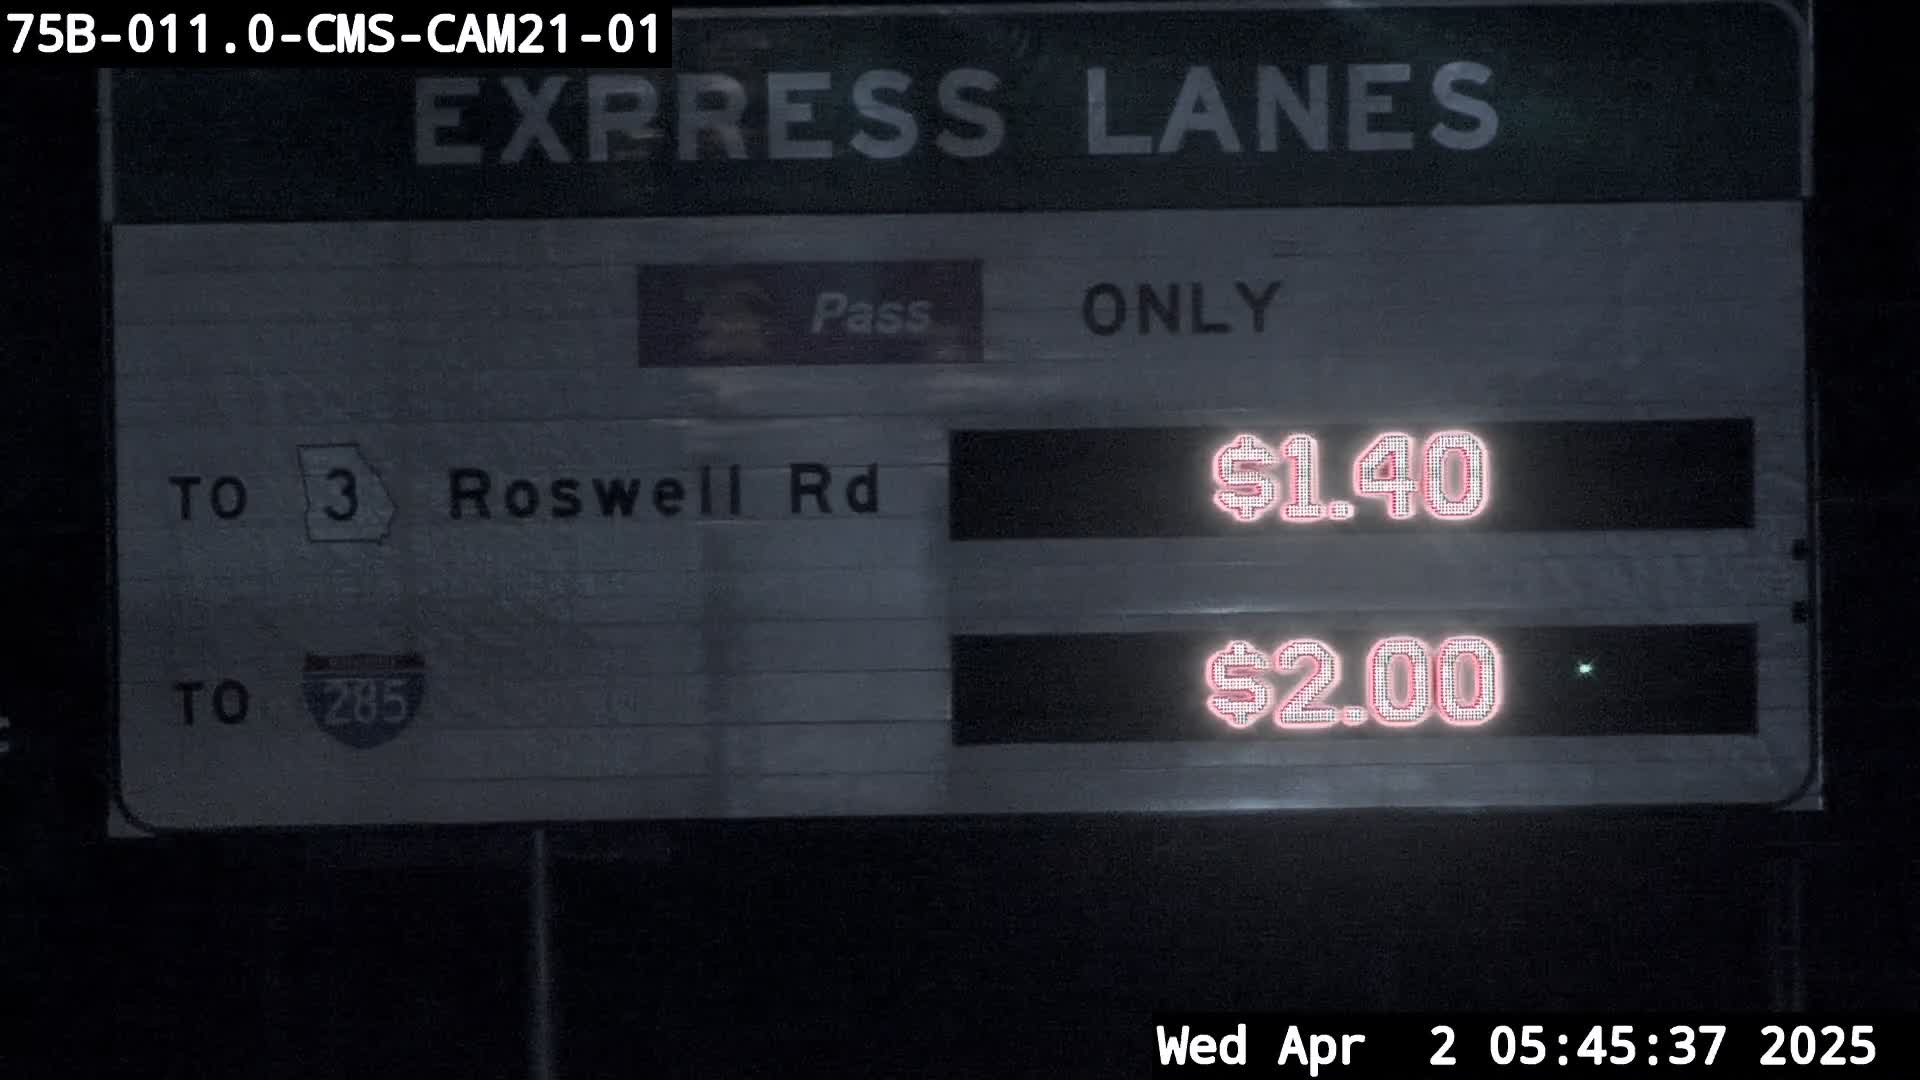 75B-011.0-CMS-CAM21-01
EXPRESS LANES
Pass ONLY
TO 3 Roswell Rd $1.40
TO 285 $2.00
Wed Apr 2 05:45:37 2025